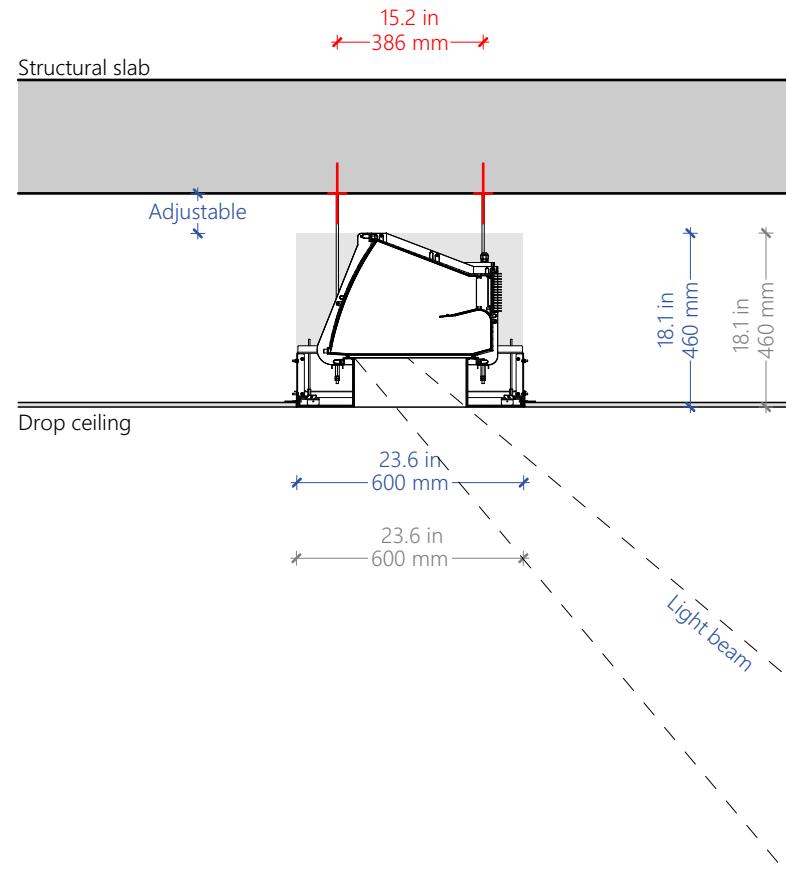 15.2 in
386 mm
Structural slab
Adjustable
18.1 in
460 mm
18.1 in
460 mm
Drop ceiling
23.6 in
600 mm
23.6 in
600 mm
Light beam